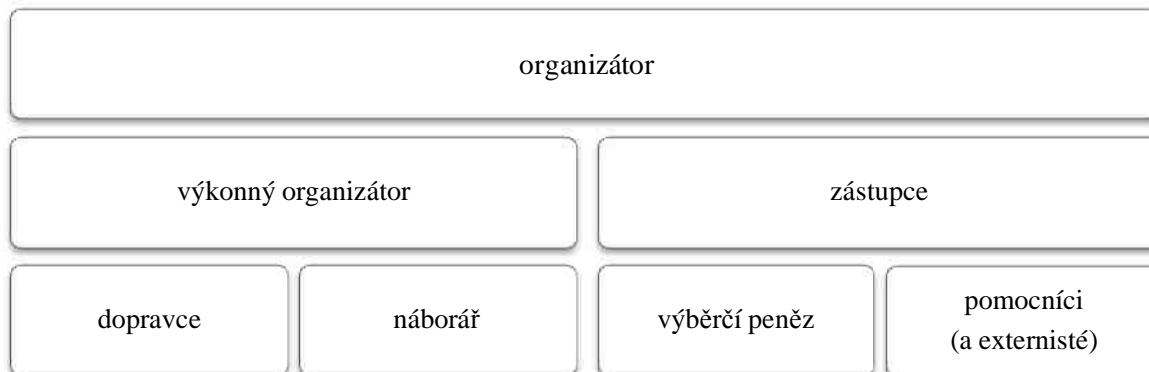 organizátor
výkonný organizátor
zástupce
dopravce
náborář
výběrčí peněz
pomocníci
(a externisté)